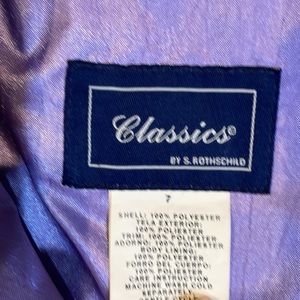 Classics®
BY S. ROTHSCHILD
7
SHELL: 100% POLYESTER
TELA EXTERIOR:
100% POLIESTER
TRIM: 100% POLYESTER
ADORNO: 100% POLIESTER
BODY LINING:
100% POLYESTER
FORRO DEL CUERPO:
100% POLIESTER
CARE INSTRUCTION
MACHINE WASH COLD
SEPARATELY